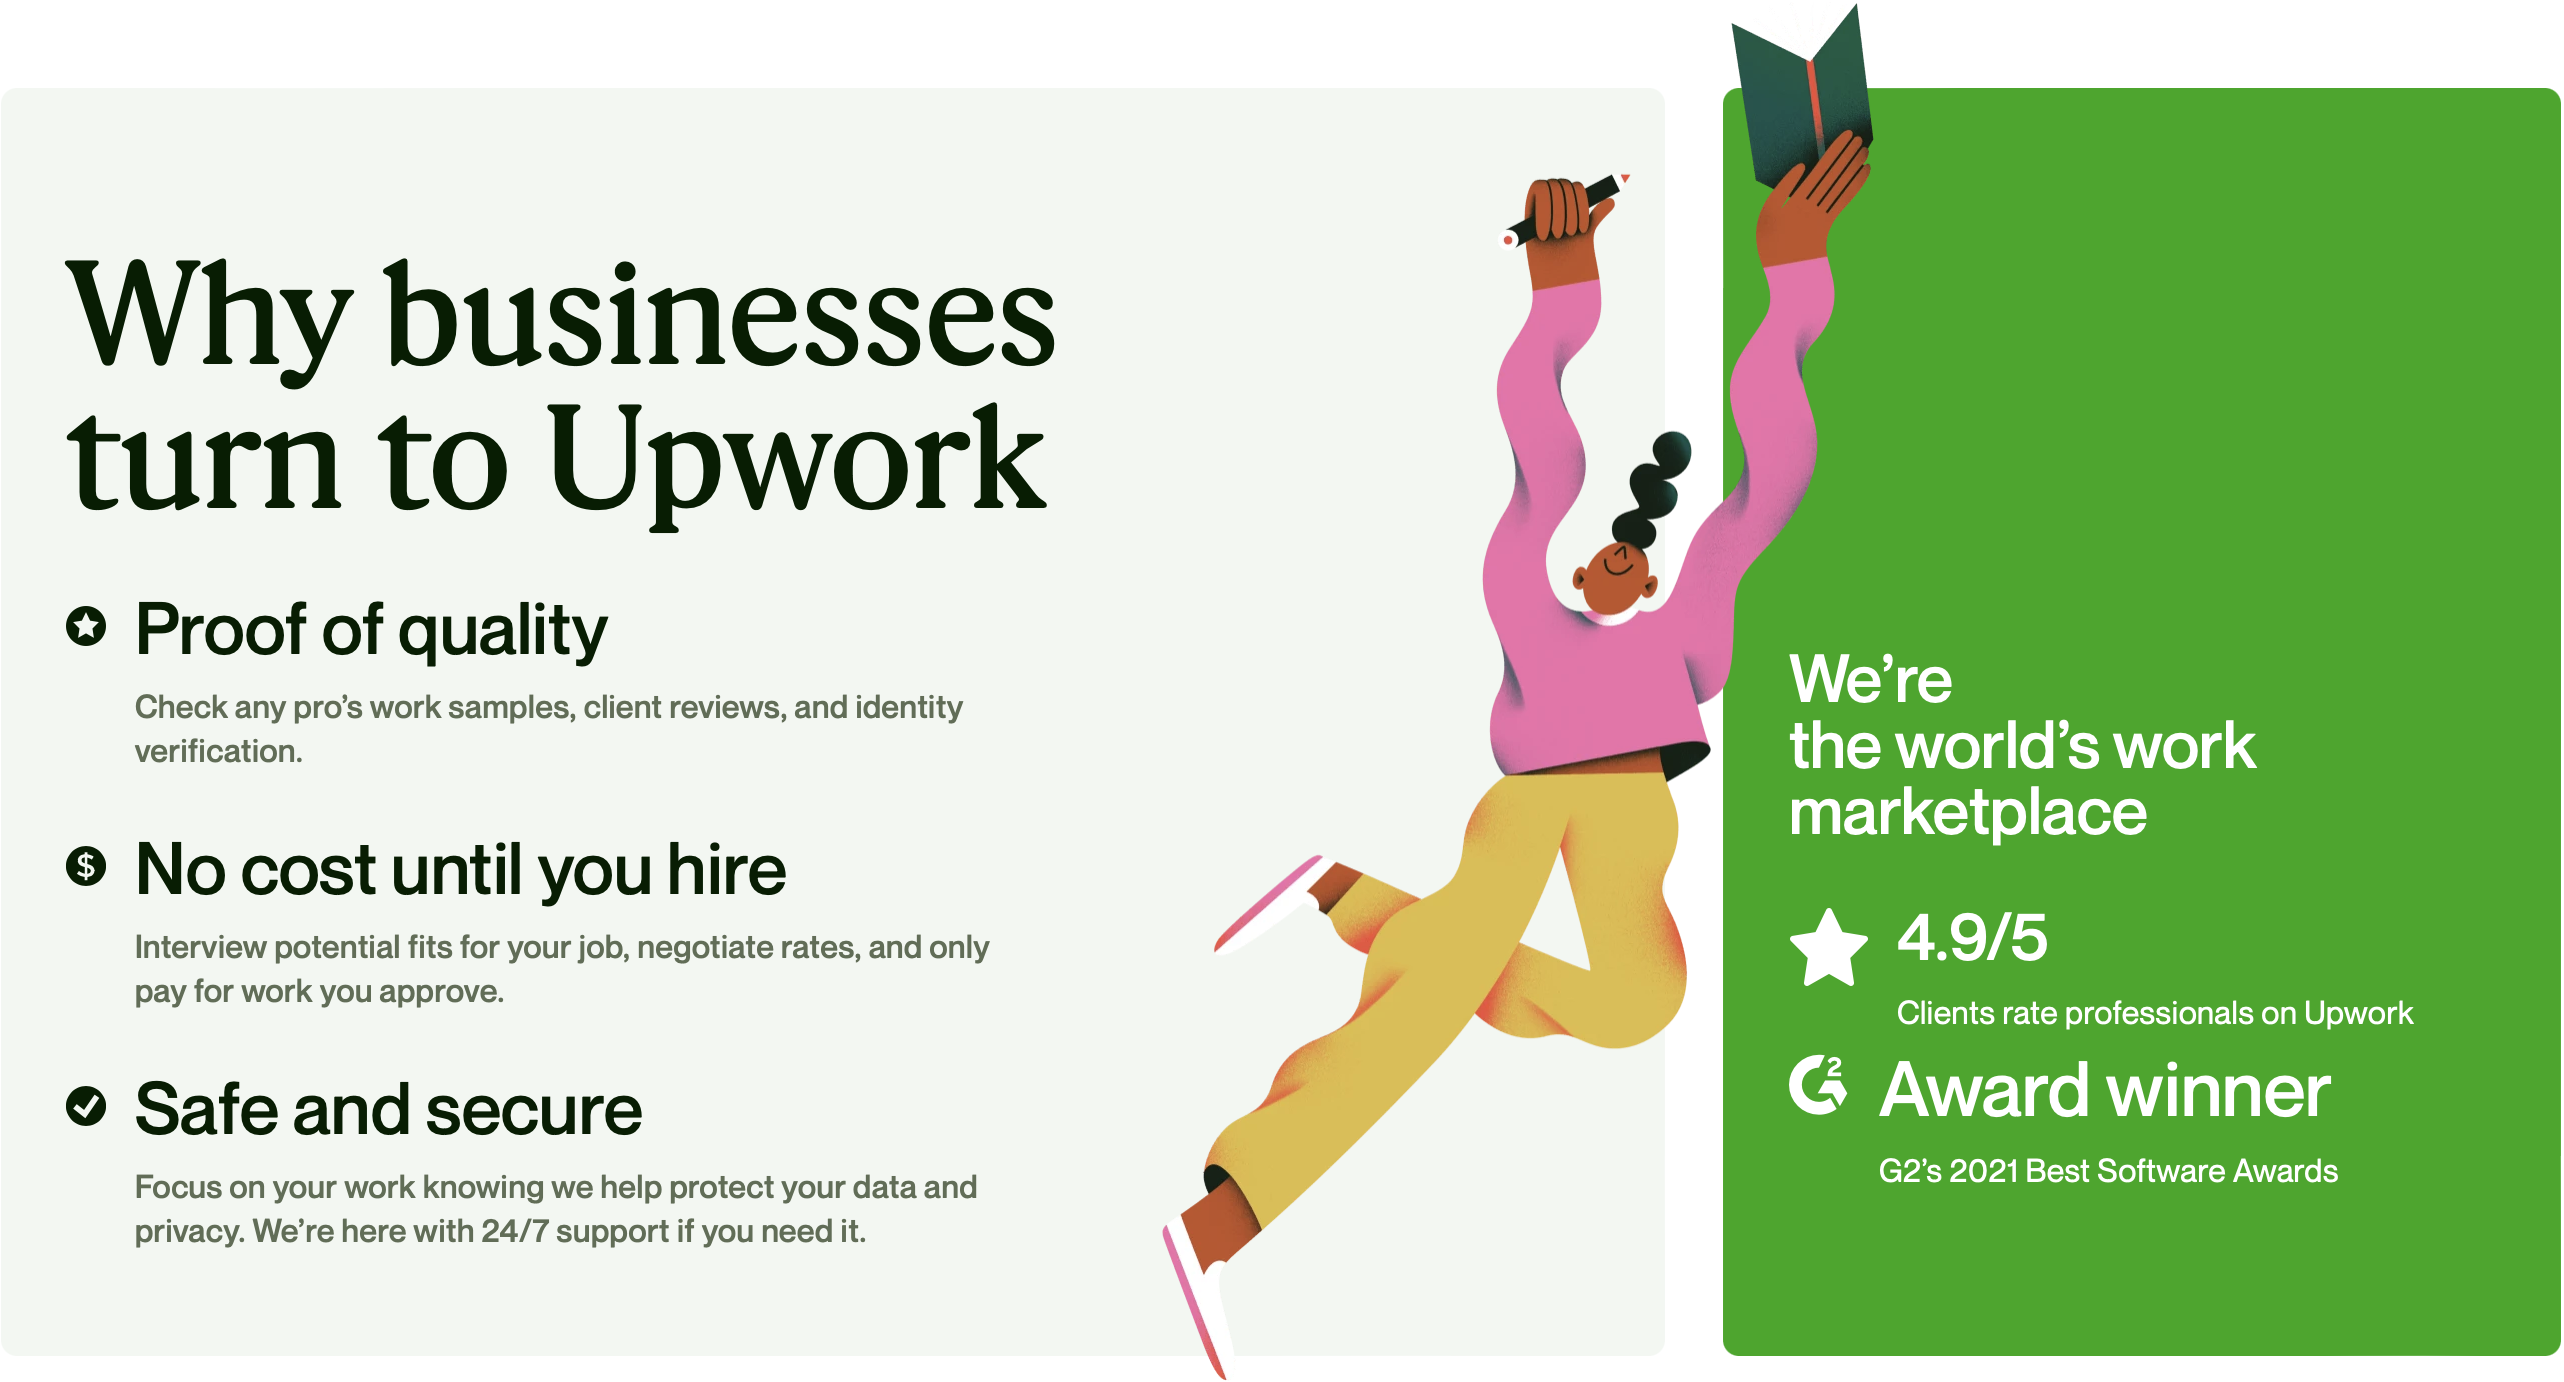 Why businesses
turn to Upwork
Proof of quality
Check any pro’s work samples, client reviews, and identity
verification.
$
No cost until you hire
Interview potential fits for your job, negotiate rates, and only
pay for work you approve.
Safe and secure
Focus on your work knowing we help protect your data and
privacy. We’re here with 24/7 support if you need it.
We’re
the world’s work
marketplace
4.9/5
Clients rate professionals on Upwork
G2
Award winner
G2’s 2021 Best Software Awards